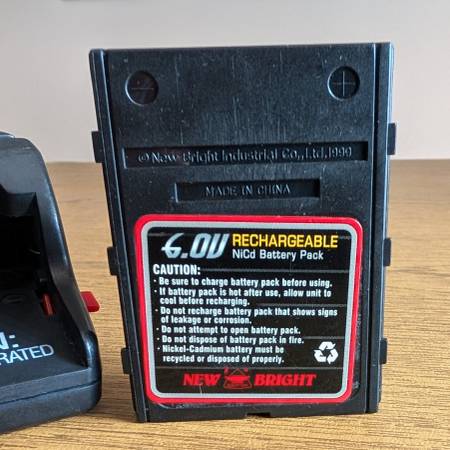 © New Bright Industrial Co., Ltd. 1999
MADE IN CHINA
6.0V RECHARGEABLE
NiCd Battery Pack
CAUTION:
• Be sure to charge battery pack before using.
• If battery pack is hot after use, allow unit to
cool before recharging.
• Do not recharge battery pack that shows signs
of leakage or corrosion.
• Do not attempt to open battery pack.
• Do not dispose of battery pack in fire.
• Nickel-Cadmium battery must be
recycled or disposed of properly.
NEW BRIGHT